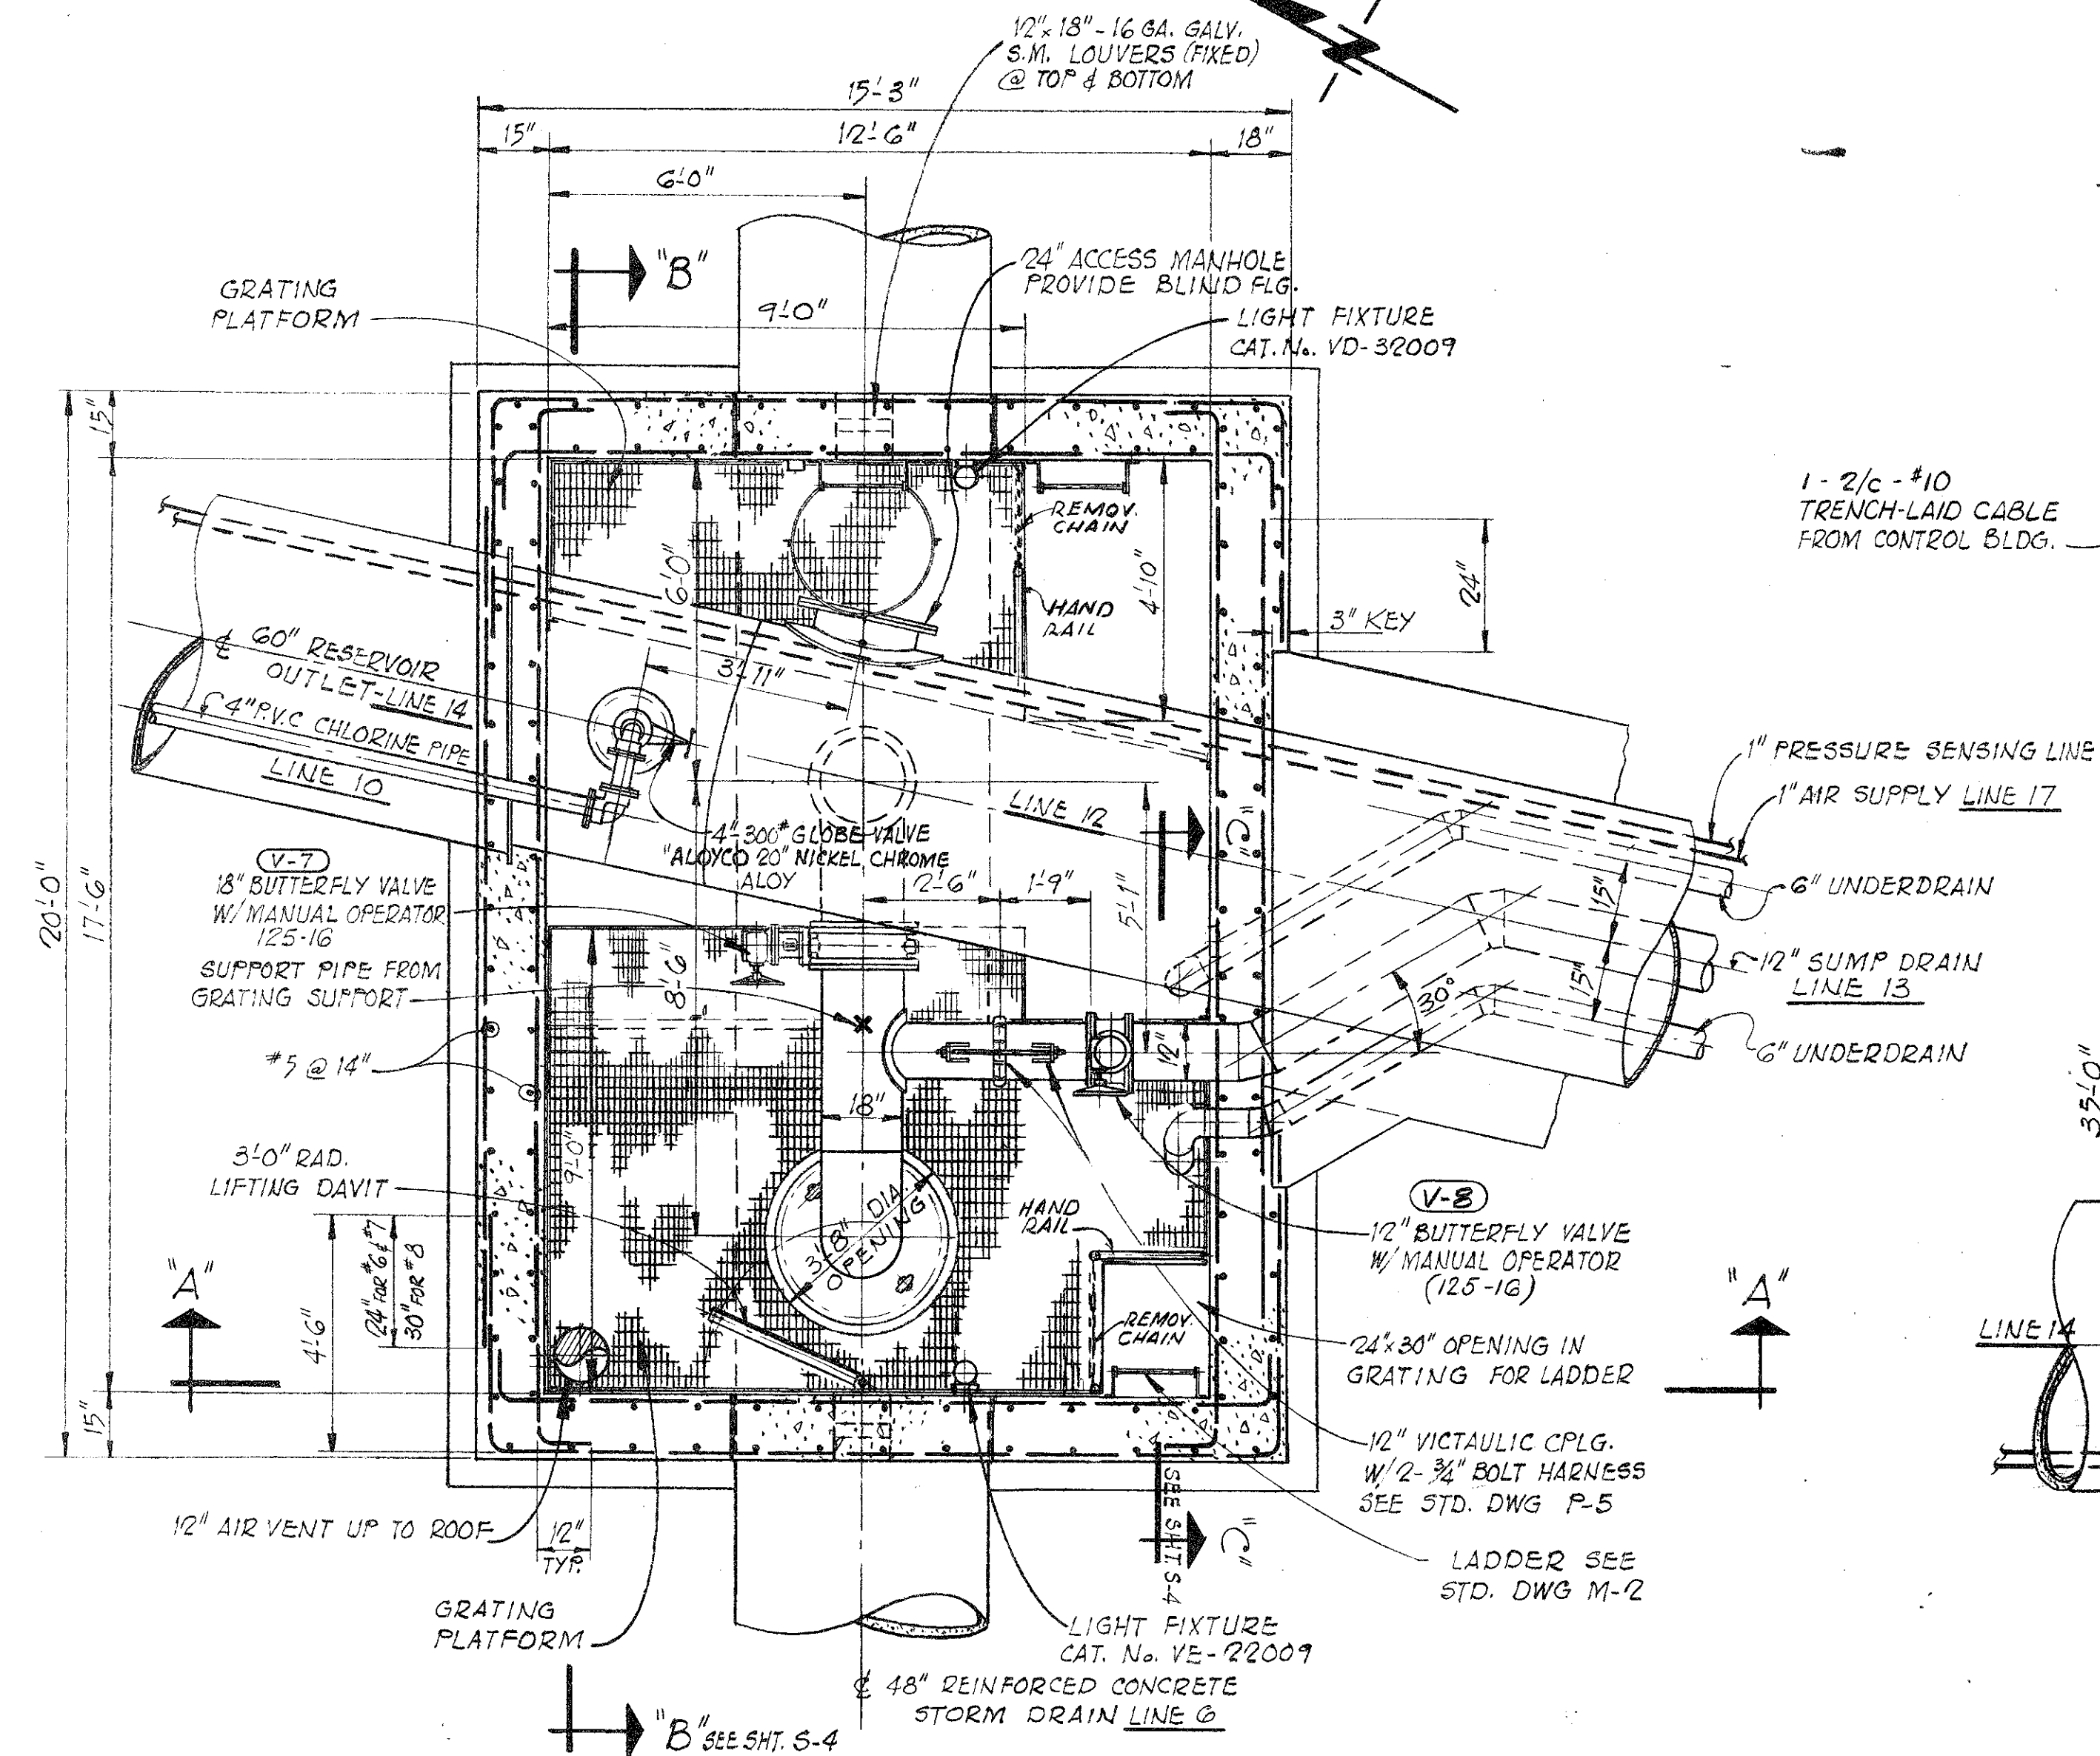 12"x18"-16 GA. GALV.
S.M. LOUVERS (FIXED)
@ TOP & BOTTOM
15'-3"
15"
12'-6"
18"
6'-0"
"B"
24" ACCESS MANHOLE
PROVIDE BLIND FLG.
GRATING
PLATFORM
9'-0"
LIGHT FIXTURE
CAT. No. VD-32009
15"
REMOV.
CHAIN
1 - 2/C - #10
TRENCH-LAID CABLE
FROM CONTROL BLDG.
24"
6'-0"
4'-10"
HAND
RAIL
3" KEY
℄ 60" RESERVOIR
OUTLET-LINE 14
3'-11"
4" P.V.C CHLORINE PIPE
LINE 10
1" PRESSURE SENSING LINE
1" AIR SUPPLY LINE 17
LINE 12
4"-300# GLOBE VALVE
"ALOYCO 20" NICKEL CHROME
ALOY
"C"
V-7
18" BUTTERFLY VALVE
W/ MANUAL OPERATOR
125-16
2'-6"
1'-9"
5'-1"
15"
6" UNDERDRAIN
20'-0"
17'-6"
SUPPORT PIPE FROM
GRATING SUPPORT
8'-6"
15"
12" SUMP DRAIN
LINE 13
30°
#5 @ 14"
12"
6" UNDERDRAIN
35'-0"
18"
3'-0" RAD.
LIFTING DAVIT
9'-0"
3'-8" DIA.
OPENING
HAND
RAIL
V-8
12" BUTTERFLY VALVE
W/ MANUAL OPERATOR
(125-16)
"A"
4'-6"
24" FOR #6 & #7
30" FOR #8
"A"
REMOV.
CHAIN
24"x30" OPENING IN
GRATING FOR LADDER
LINE 14
15"
12" VICTAULIC CPLG.
W/2-3/4" BOLT HARNESS
SEE STD. DWG P-5
12" AIR VENT UP TO ROOF
12"
TYP.
SEE SHT. S-4
"C"
LADDER SEE
STD. DWG M-2
GRATING
PLATFORM
LIGHT FIXTURE
CAT. No. VE-22009
℄ 48" REINFORCED CONCRETE
STORM DRAIN LINE 6
"B" SEE SHT. S-4